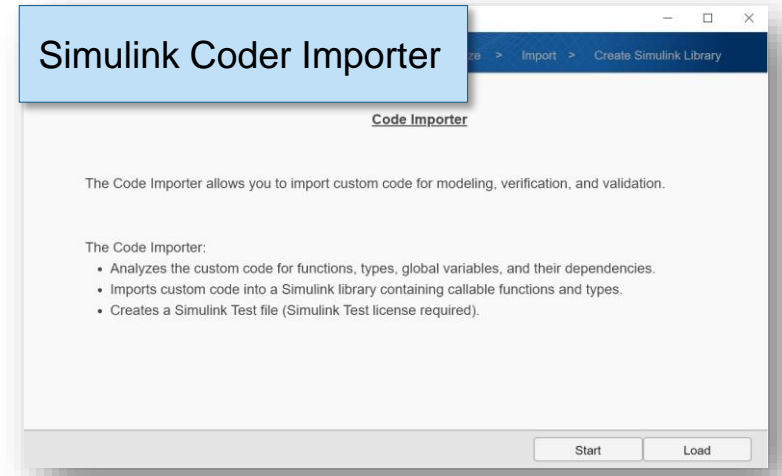 Simulink Coder Importer
ze > Import > Create Simulink Library
Code Importer
The Code Importer allows you to import custom code for modeling, verification, and validation.
The Code Importer:
• Analyzes the custom code for functions, types, global variables, and their dependencies.
• Imports custom code into a Simulink library containing callable functions and types.
• Creates a Simulink Test file (Simulink Test license required).
Start Load